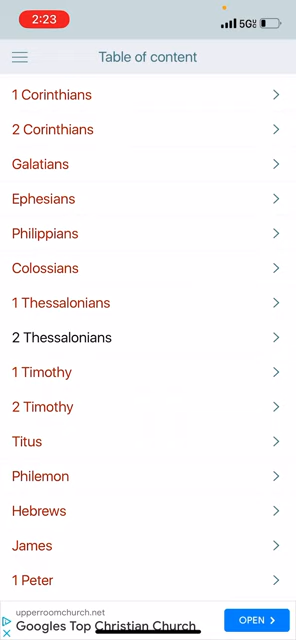 2:23
5G
Table of content
1 Corinthians
2 Corinthians
Galatians
Ephesians
Philippians
Colossians
1 Thessalonians
2 Thessalonians
1 Timothy
2 Timothy
Titus
Philemon
Hebrews
James
1 Peter
upperroomchurch.net
Googles Top Christian Church
OPEN